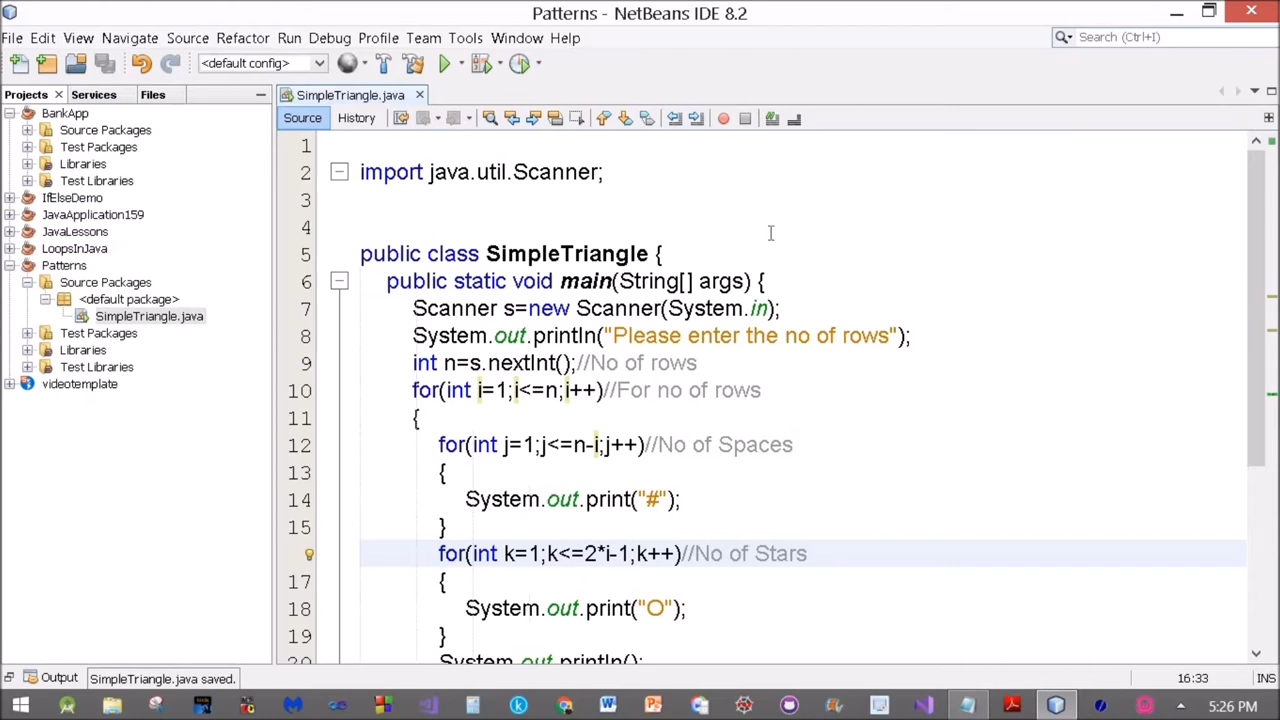 Patterns - NetBeans IDE 8.2
File Edit View Navigate Source Refactor Run Debug Profile Team Tools Window Help
Search (Ctrl+I)
<default config>
Projects Services Files
SimpleTriangle.java
Source History
BankApp
Source Packages
Test Packages
Libraries
Test Libraries
IfElseDemo
JavaApplication159
JavaLessons
LoopsInJava
Patterns
Source Packages
<default package>
SimpleTriangle.java
Test Packages
Libraries
Test Libraries
videotemplate
1
2 import java.util.Scanner;
3
4
5 public class SimpleTriangle {
6 public static void main(String[] args) {
7 Scanner s=new Scanner(System.in);
8 System.out.println("Please enter the no of rows");
9 int n=s.nextInt();//No of rows
10 for(int i=1;i<=n;i++)//For no of rows
11 {
12 for(int j=1;j<=n-i;j++)//No of Spaces
13 {
14 System.out.print("#");
15 }
for(int k=1;k<=2*i-1;k++)//No of Stars
17 {
18 System.out.print("O");
19 }
20 System.out.println();
Output
SimpleTriangle.java saved.
16:33 INS
5:26 PM